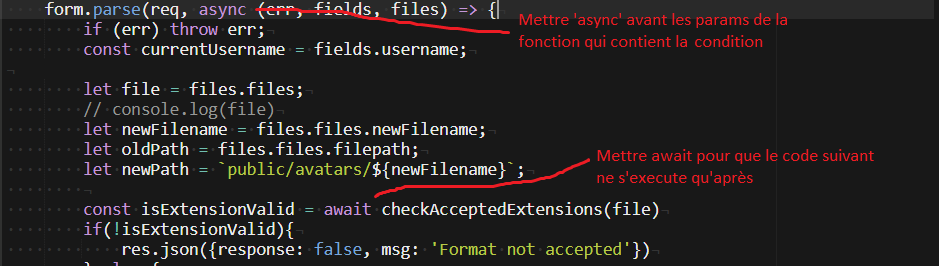 form.parse(req, async (err, fields, files) => {
Mettre 'async' avant les params de la
fonction qui contient la condition
if (err) throw err;
const currentUsername = fields.username;
let file = files.files;
// console.log(file)
let newFilename = files.files.newFilename;
let oldPath = files.files.filepath;
let newPath = `public/avatars/${newFilename}`;
Mettre await pour que le code suivant
ne s'execute qu'après
const isExtensionValid = await checkAcceptedExtensions(file)
if(!isExtensionValid){
res.json({response: false, msg: 'Format not accepted'})